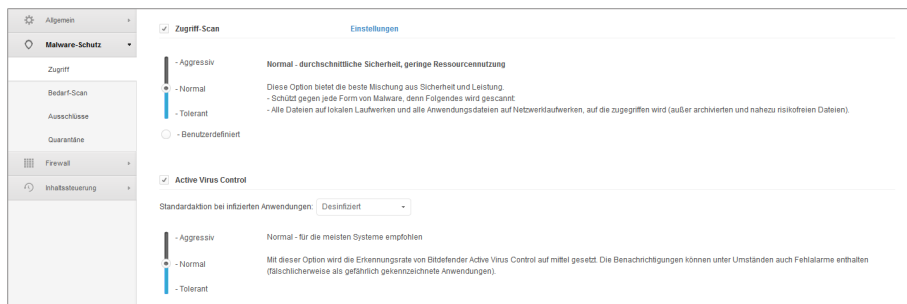 Allgemein
Malware-Schutz
Zugriff
Bedarf-Scan
Ausschlüsse
Quarantäne
Firewall
Inhaltssteuerung
Zugriff-Scan
Einstellungen
- Aggressiv
- Normal
- Tolerant
- Benutzerdefiniert
Normal - durchschnittliche Sicherheit, geringe Ressourcennutzung
Diese Option bietet die beste Mischung aus Sicherheit und Leistung.
- Schützt gegen jede Form von Malware, denn Folgendes wird gescannt:
- Alle Dateien auf lokalen Laufwerken und alle Anwendungsdateien auf Netzwerklaufwerken, auf die zugegriffen wird (außer archivierten und nahezu risikofreien Dateien).
Active Virus Control
Standardaktion bei infizierten Anwendungen: Desinfiziert
- Aggressiv
- Normal
- Tolerant
Normal - für die meisten Systeme empfohlen
Mit dieser Option wird die Erkennungsrate von Bitdefender Active Virus Control auf mittel gesetzt. Die Benachrichtigungen können unter Umständen auch Fehlalarme enthalten
(fälschlicherweise als gefährlich gekennzeichnete Anwendungen).